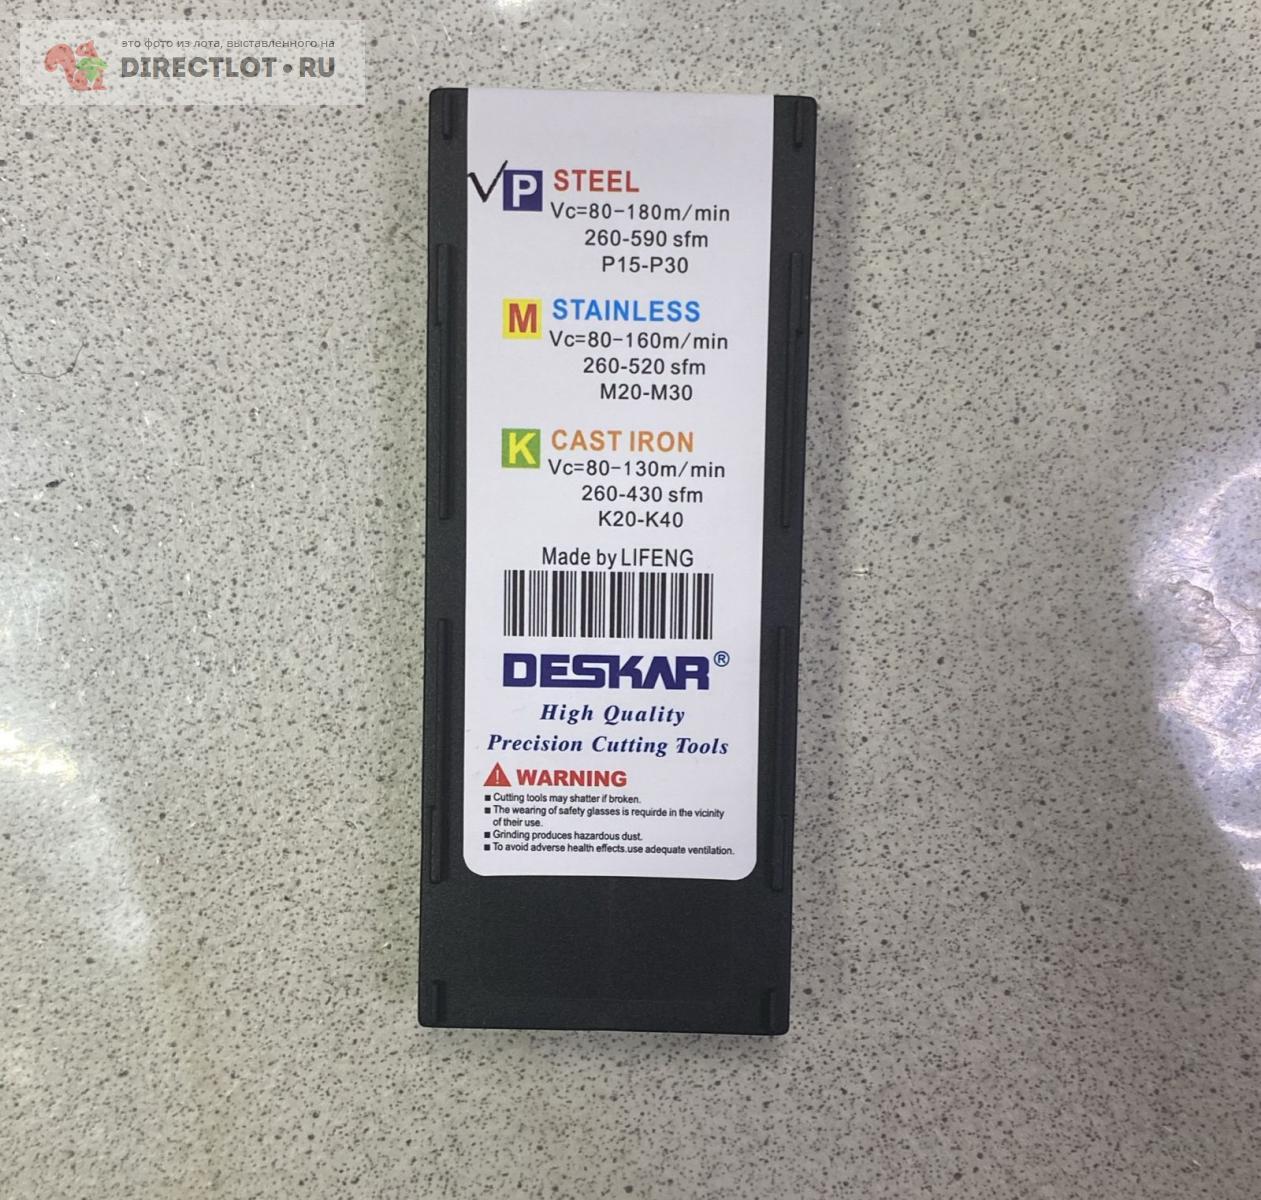 это фото из лота, выставленного на
DIRECTLOT•RU
P STEEL
Vc=80-180m/min
260-590 sfm
P15-P30
M STAINLESS
Vc=80-160m/min
260-520 sfm
M20-M30
K CAST IRON
Vc=80-130m/min
260-430 sfm
K20-K40
Made by LIFENG
DESKAR®
High Quality
Precision Cutting Tools
WARNING
■ Cutting tools may shatter if broken.
■ The wearing of safety glasses is requirde in the vicinity
of their use.
■ Grinding produces hazardous dust.
■ To avoid adverse health effects.use adequate ventilation.